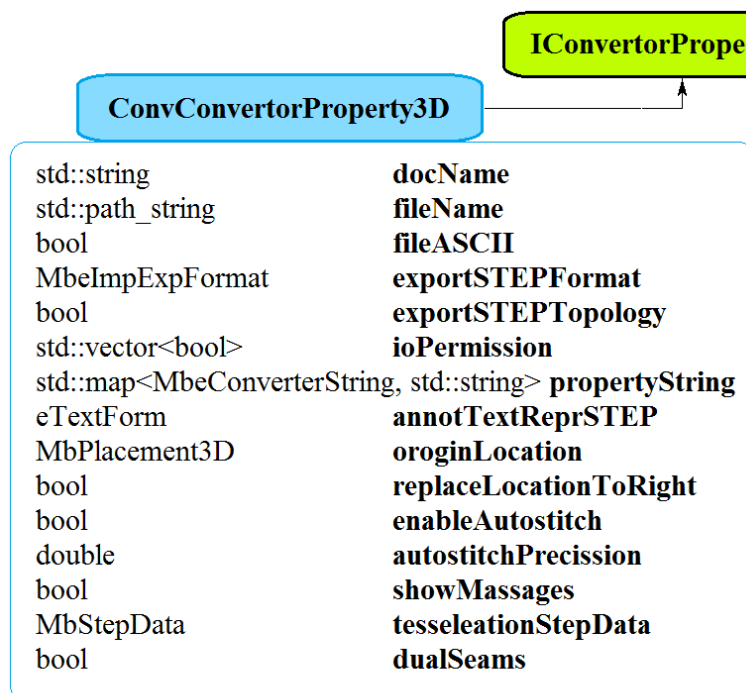 IConvertorPrope
ConvConvertorProperty3D
std::string docName
std::path_string fileName
bool fileASCII
MbeImpExpFormat exportSTEPFormat
bool exportSTEPTopology
std::vector<bool> ioPermission
std::map<MbeConverterString, std::string> propertyString
eTextForm annotTextReprSTEP
MbPlacement3D oroginLocation
bool replaceLocationToRight
bool enableAutostitch
double autostitchPrecission
bool showMassages
MbStepData tesseleationStepData
bool dualSeams